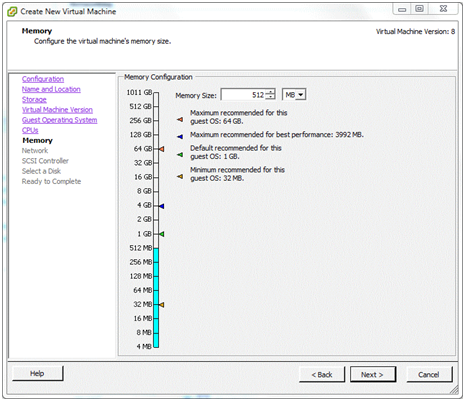 Create New Virtual Machine
Memory
Configure the virtual machine's memory size.
Virtual Machine Version: 8
Configuration
Name and Location
Storage
Virtual Machine Version
Guest Operating System
CPUs
Memory
Network
SCSI Controller
Select a Disk
Ready to Complete
Memory Configuration
Memory Size: 512 MB
1011 GB
512 GB
256 GB
128 GB
64 GB
32 GB
16 GB
8 GB
4 GB
2 GB
1 GB
512 MB
256 MB
128 MB
64 MB
32 MB
16 MB
8 MB
4 MB
Maximum recommended for this
guest OS: 64 GB.
Maximum recommended for best performance: 3992 MB.
Default recommended for this
guest OS: 1 GB.
Minimum recommended for this
guest OS: 32 MB.
Help
< Back
Next >
Cancel